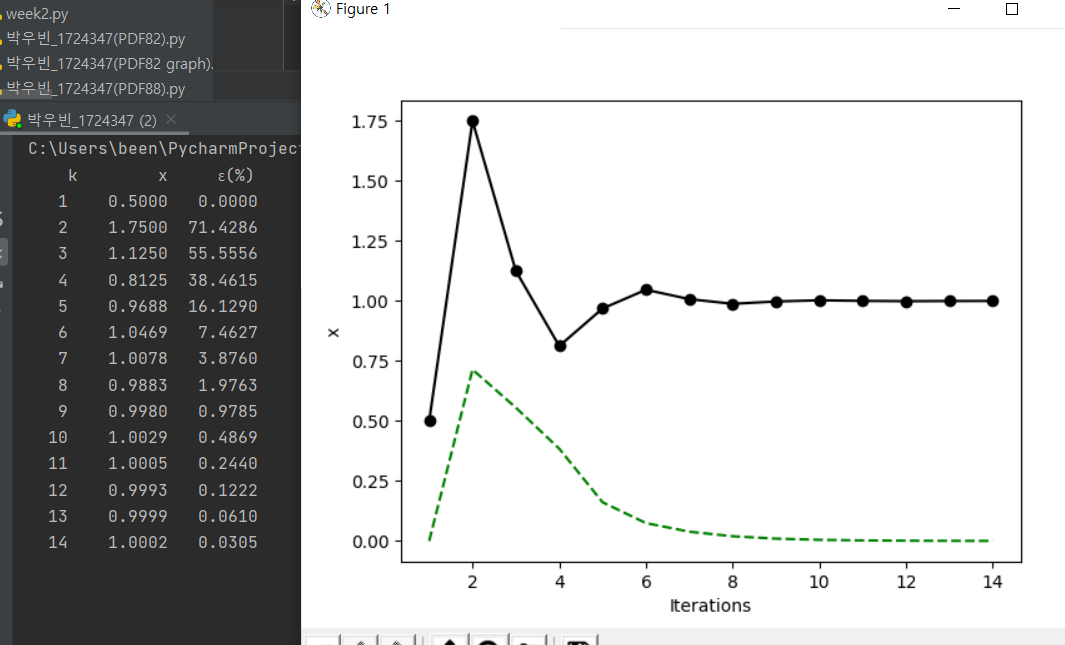 week2.py
박우빈_1724347(PDF82).py
박우빈_1724347(PDF82 graph).
박우빈_1724347(PDF88).py
박우빈_1724347 (2)
C:\Users\been\PycharmProject
k x ε(%)
1 0.5000 0.0000
2 1.7500 71.4286
3 1.1250 55.5556
4 0.8125 38.4615
5 0.9688 16.1290
6 1.0469 7.4627
7 1.0078 3.8760
8 0.9883 1.9763
9 0.9980 0.9785
10 1.0029 0.4869
11 1.0005 0.2440
12 0.9993 0.1222
13 0.9999 0.0610
14 1.0002 0.0305
Figure 1
1.75
1.50
1.25
1.00
0.75
0.50
0.25
0.00
x
2 4 6 8 10 12 14
Iterations